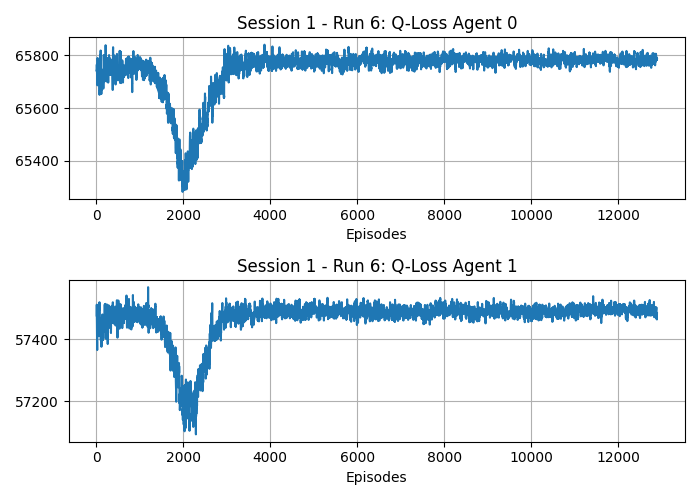 Session 1 - Run 6: Q-Loss Agent 0
65800
65600
65400
0 2000 4000 6000 8000 10000 12000
Episodes
Session 1 - Run 6: Q-Loss Agent 1
57400
57200
0 2000 4000 6000 8000 10000 12000
Episodes